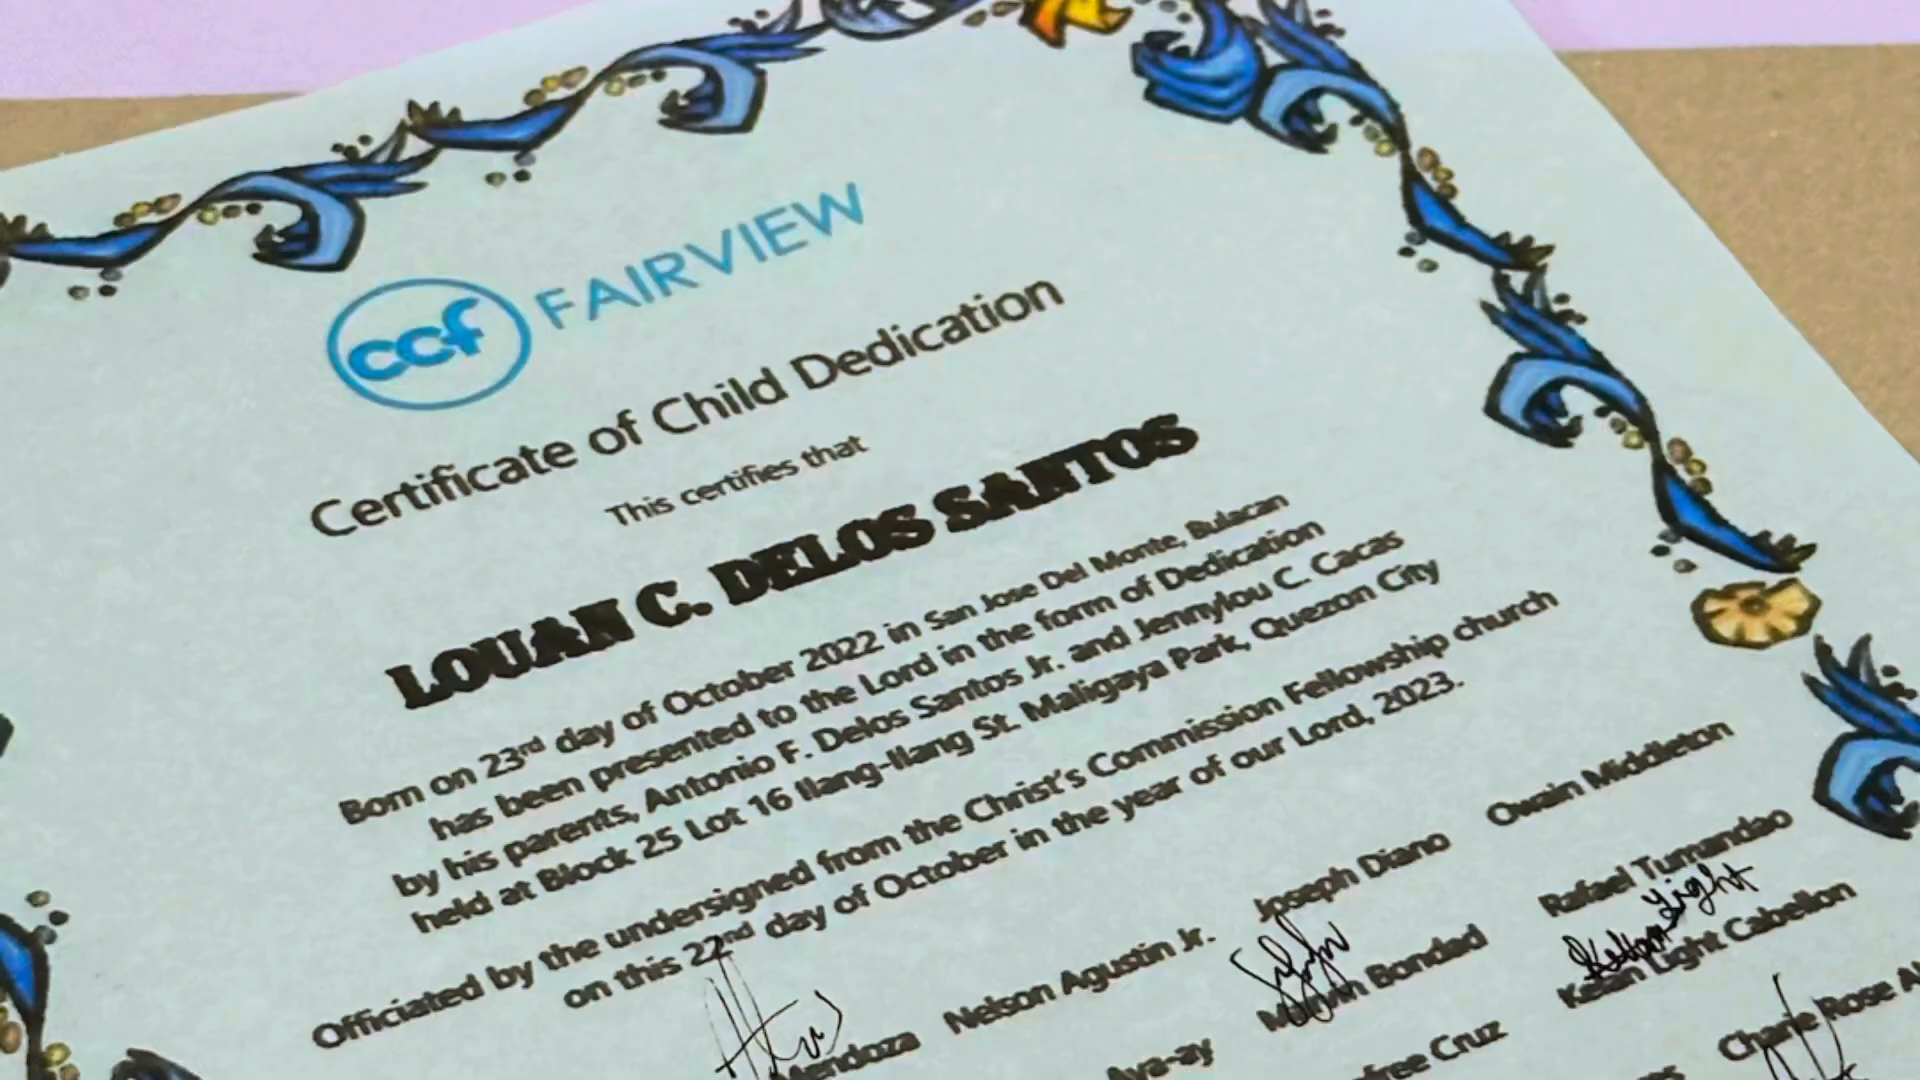 ccf FAIRVIEW
Certificate of Child Dedication
This certifies that
LOUAN C. DELOS SANTOS
Born on 23rd day of October 2022 in San Jose Del Monte, Bulacan
has been presented to the Lord in the form of Dedication
by his parents, Antonio F. Delos Santos Jr. and Jennylou C. Cacas
held at Block 25 Lot 16 Ilang-Ilang St. Maligaya Park, Quezon City
Officiated by the undersigned from the Christ's Commission Fellowship church
on this 22nd day of October in the year of our Lord, 2023.
Mendoza
Nelson Agustin Jr.
Joseph Diano
Owain Middleton
Aya-ay
Bondad
Rafael Tumandao
Cruz
Light Cabellon
Rose